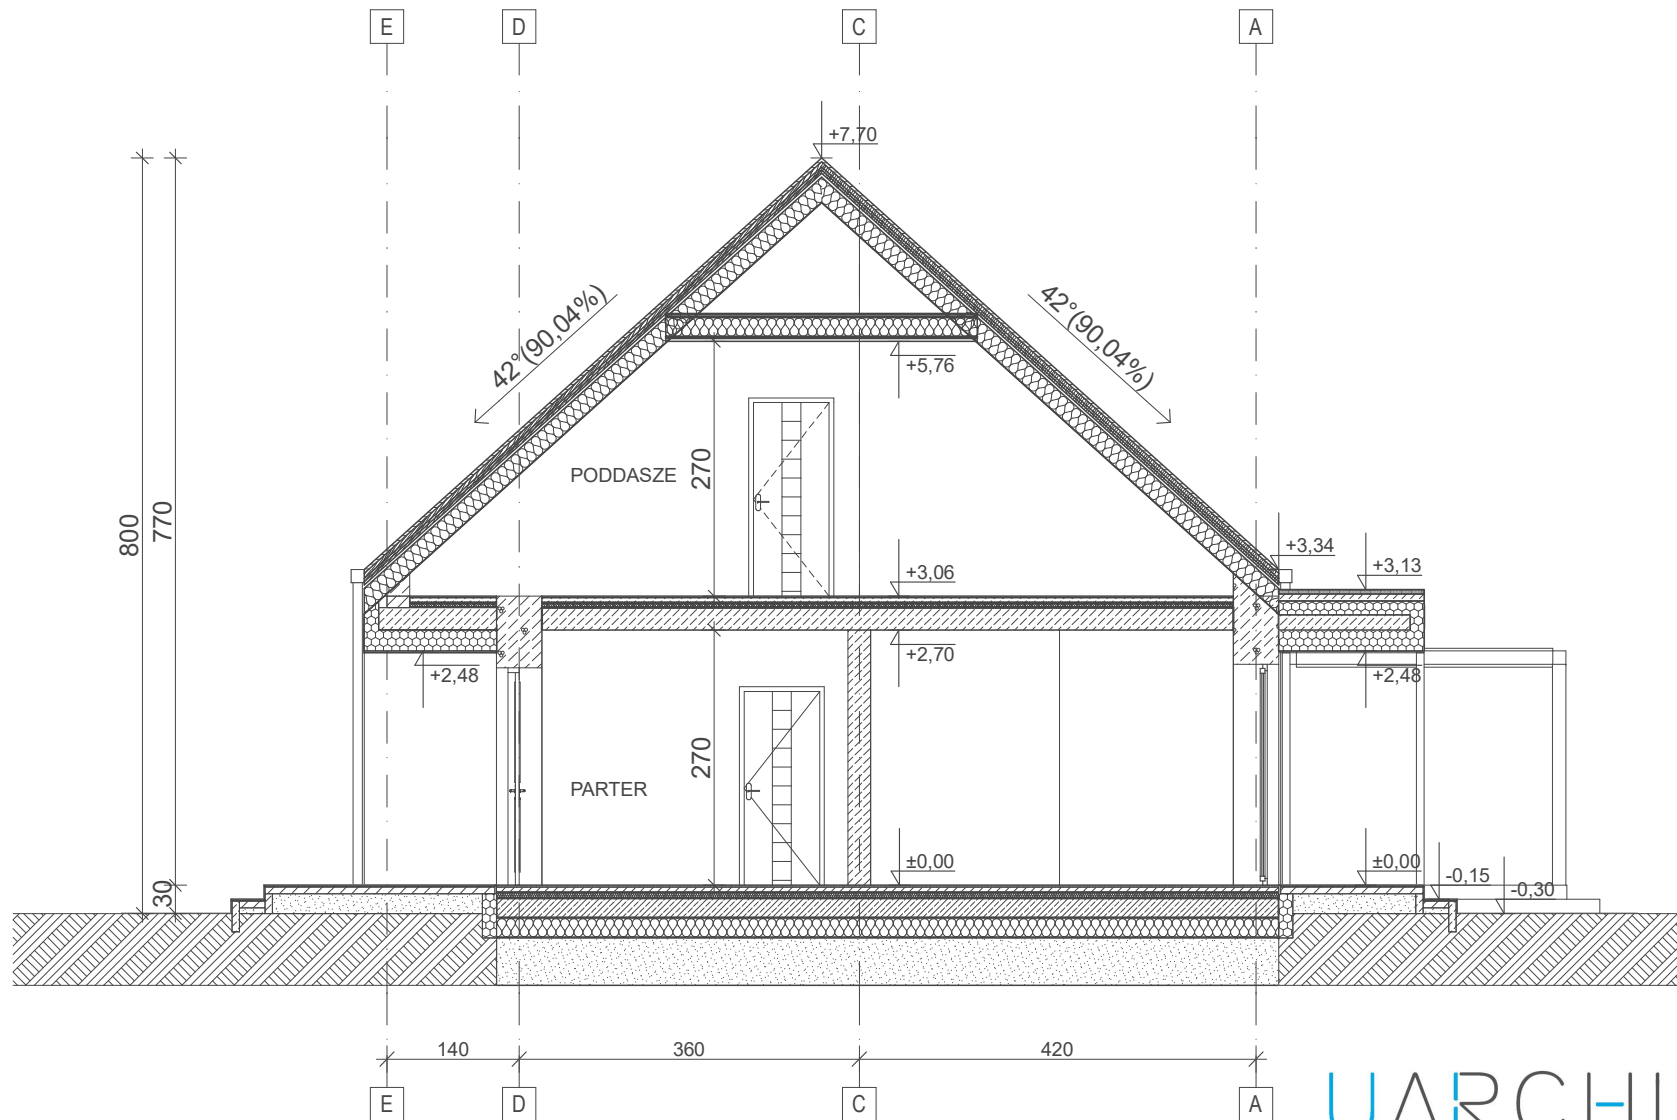 E D C A
+7,70
42°(90,04%) 42°(90,04%)
+5,76
PODDASZE 270
800 770
+3,34
+3,06 +3,13
+2,70
+2,48 +2,48
270
PARTER
±0,00 ±0,00
-0,15
30 -0,30
140 360 420
E D C A
UARCHI